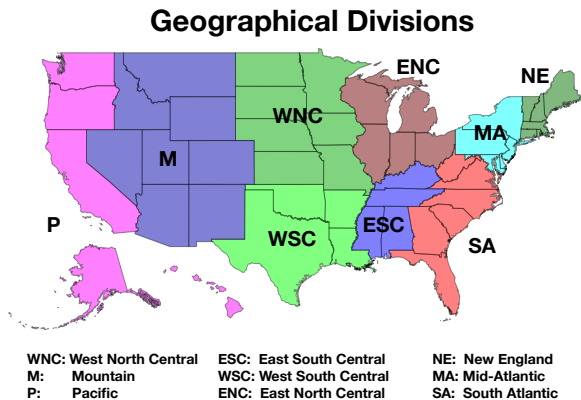 Geographical Divisions
ENC
NE
WNC
MA
M
P
ESC
WSC
SA
WNC: West North Central ESC: East South Central NE: New England
M: Mountain WSC: West South Central MA: Mid-Atlantic
P: Pacific ENC: East North Central SA: South Atlantic